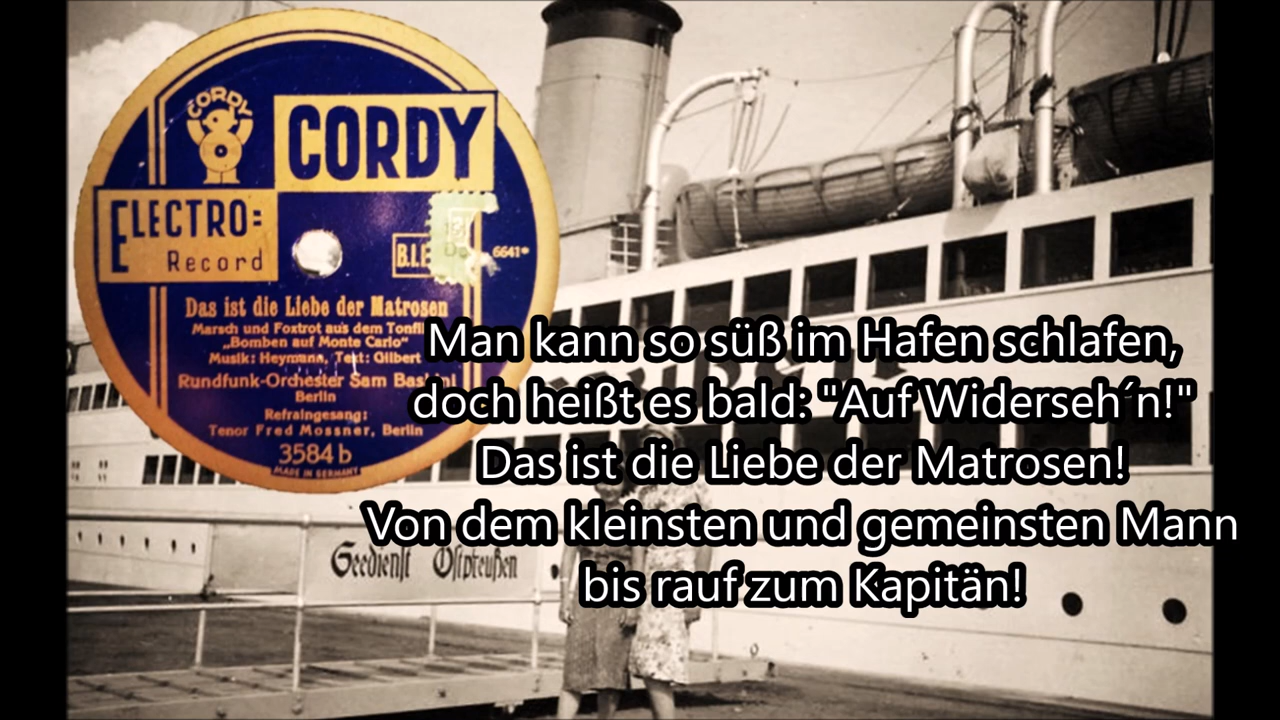 CORDY
CORDY
ELECTRO:
Record
6641*
Das ist die Liebe der Matrosen
Marsch und Foxtrot aus dem
"Bomben auf Monte Carlo"
Musik: Heymann, Text: Gilbert
Rundfunk-Orchester Sam
Berlin
Refraingesang:
Tenor Fred Mossner, Berlin
3584 b
MADE IN GERMANY
Man kann so süß im Hafen schlafen,
doch heißt es bald: "Auf Widerseh´n!"
Das ist die Liebe der Matrosen!
Von dem kleinsten und gemeinsten Mann
bis rauf zum Kapitän!
Seedienst Ostpreußen